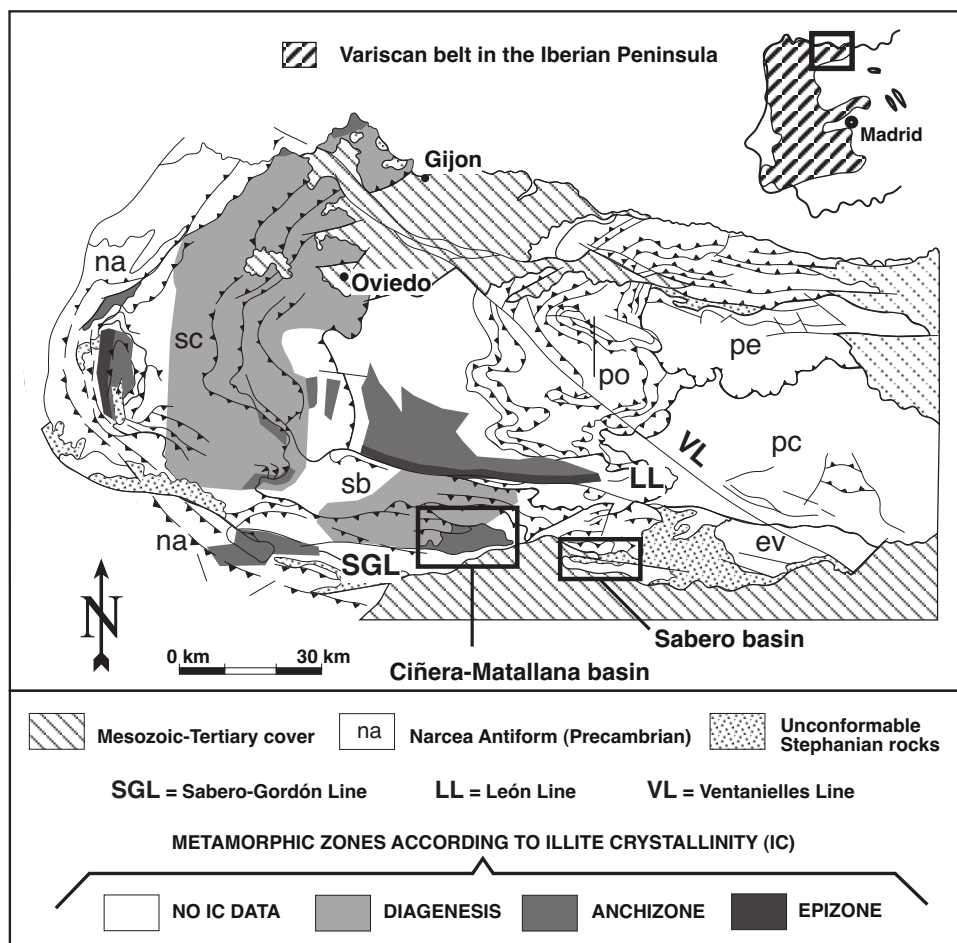 Variscan belt in the Iberian Peninsula
Madrid
Gijon
na
Oviedo
sc
pe
po
VL
pc
LL
sb
na
SGL
ev
N
Sabero basin
0 km 30 km
Ciñera-Matallana basin
Mesozoic-Tertiary cover
na
Narcea Antiform (Precambrian)
Unconformable
Stephanian rocks
SGL = Sabero-Gordón Line
LL = León Line
VL = Ventanielles Line
METAMORPHIC ZONES ACCORDING TO ILLITE CRYSTALLINITY (IC)
NO IC DATA
DIAGENESIS
ANCHIZONE
EPIZONE